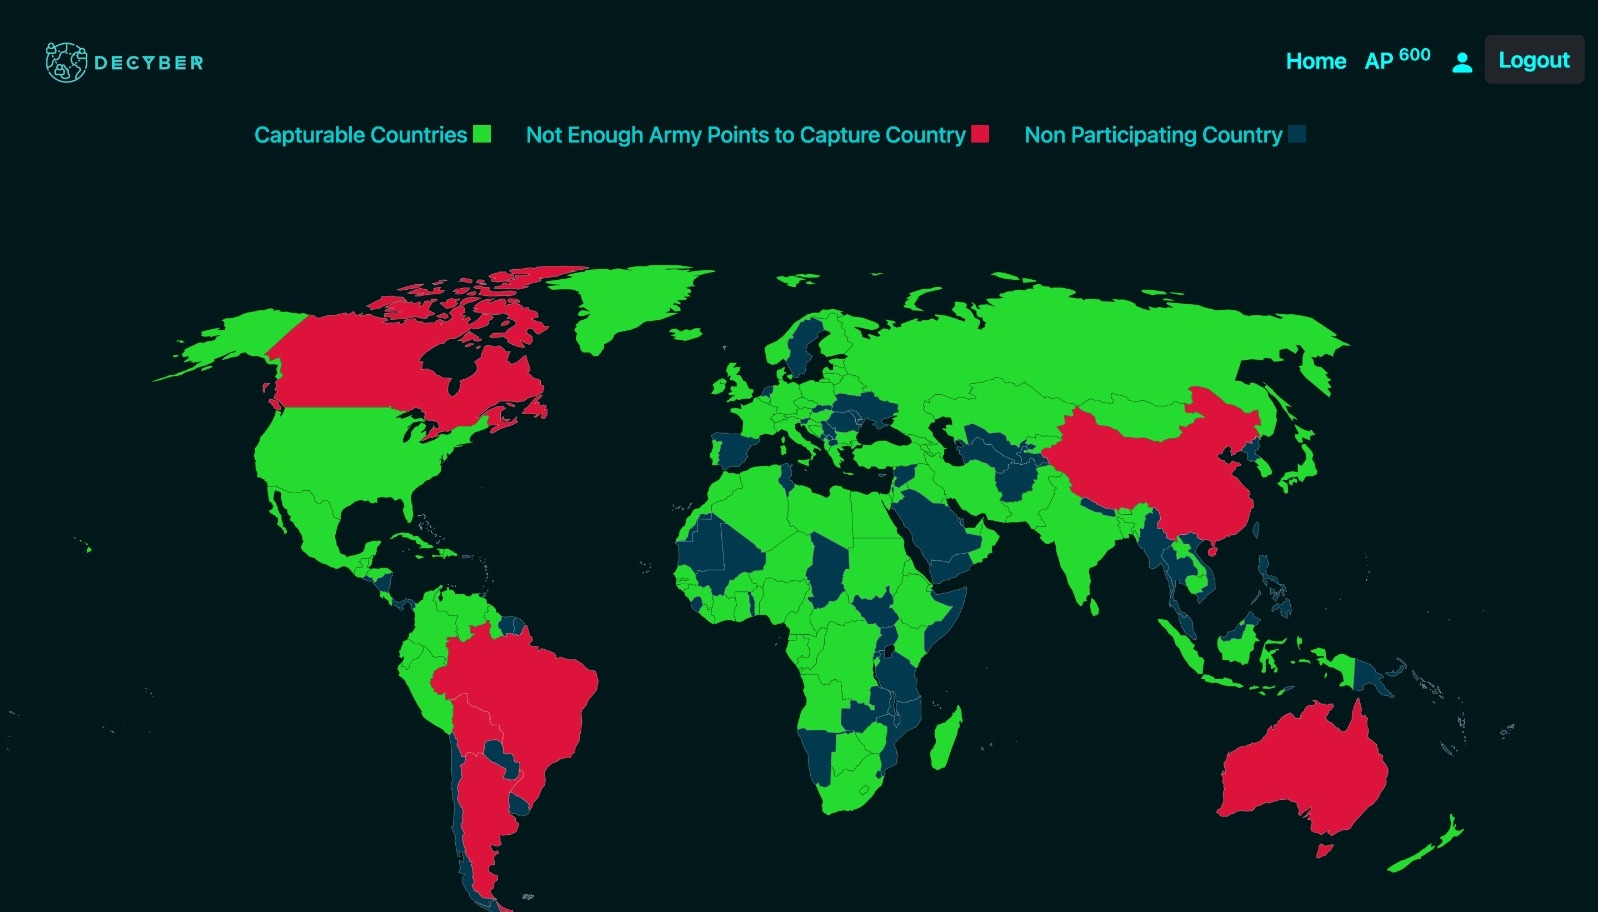 DECYBER
Home AP 600 Logout
Capturable Countries Not Enough Army Points to Capture Country Non Participating Country